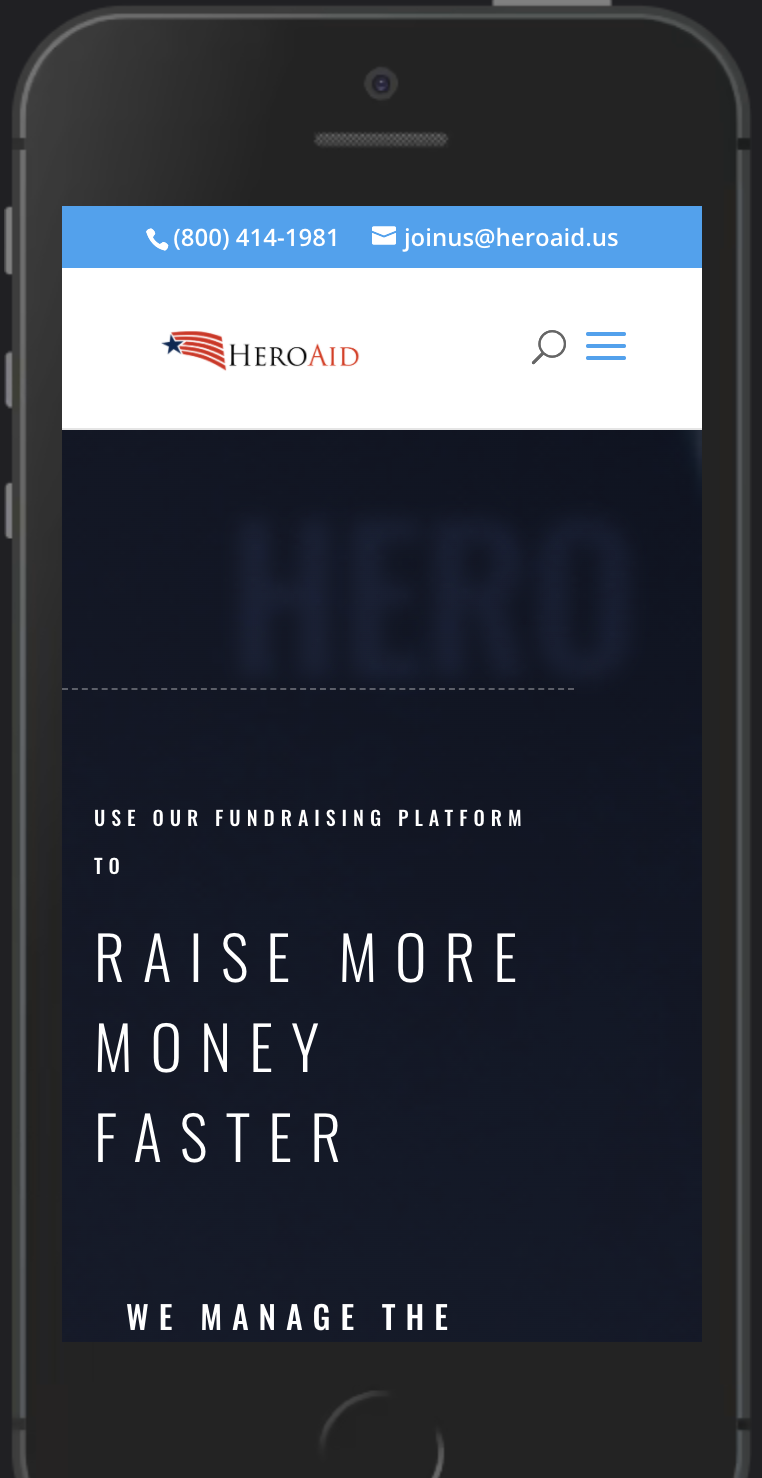 (800) 414-1981 joinus@heroaid.us
HEROAID
HERO
USE OUR FUNDRAISING PLATFORM
TO
RAISE MORE
MONEY
FASTER
WE MANAGE THE